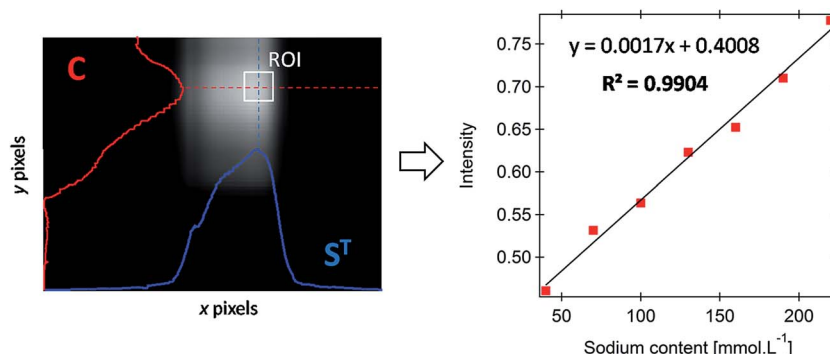 C
ROI
S^T
y pixels
x pixels
y = 0.0017x + 0.4008
R² = 0.9904
Intensity
0.75
0.70
0.65
0.60
0.55
0.50
50
100
150
200
Sodium content [mmol.L⁻¹]